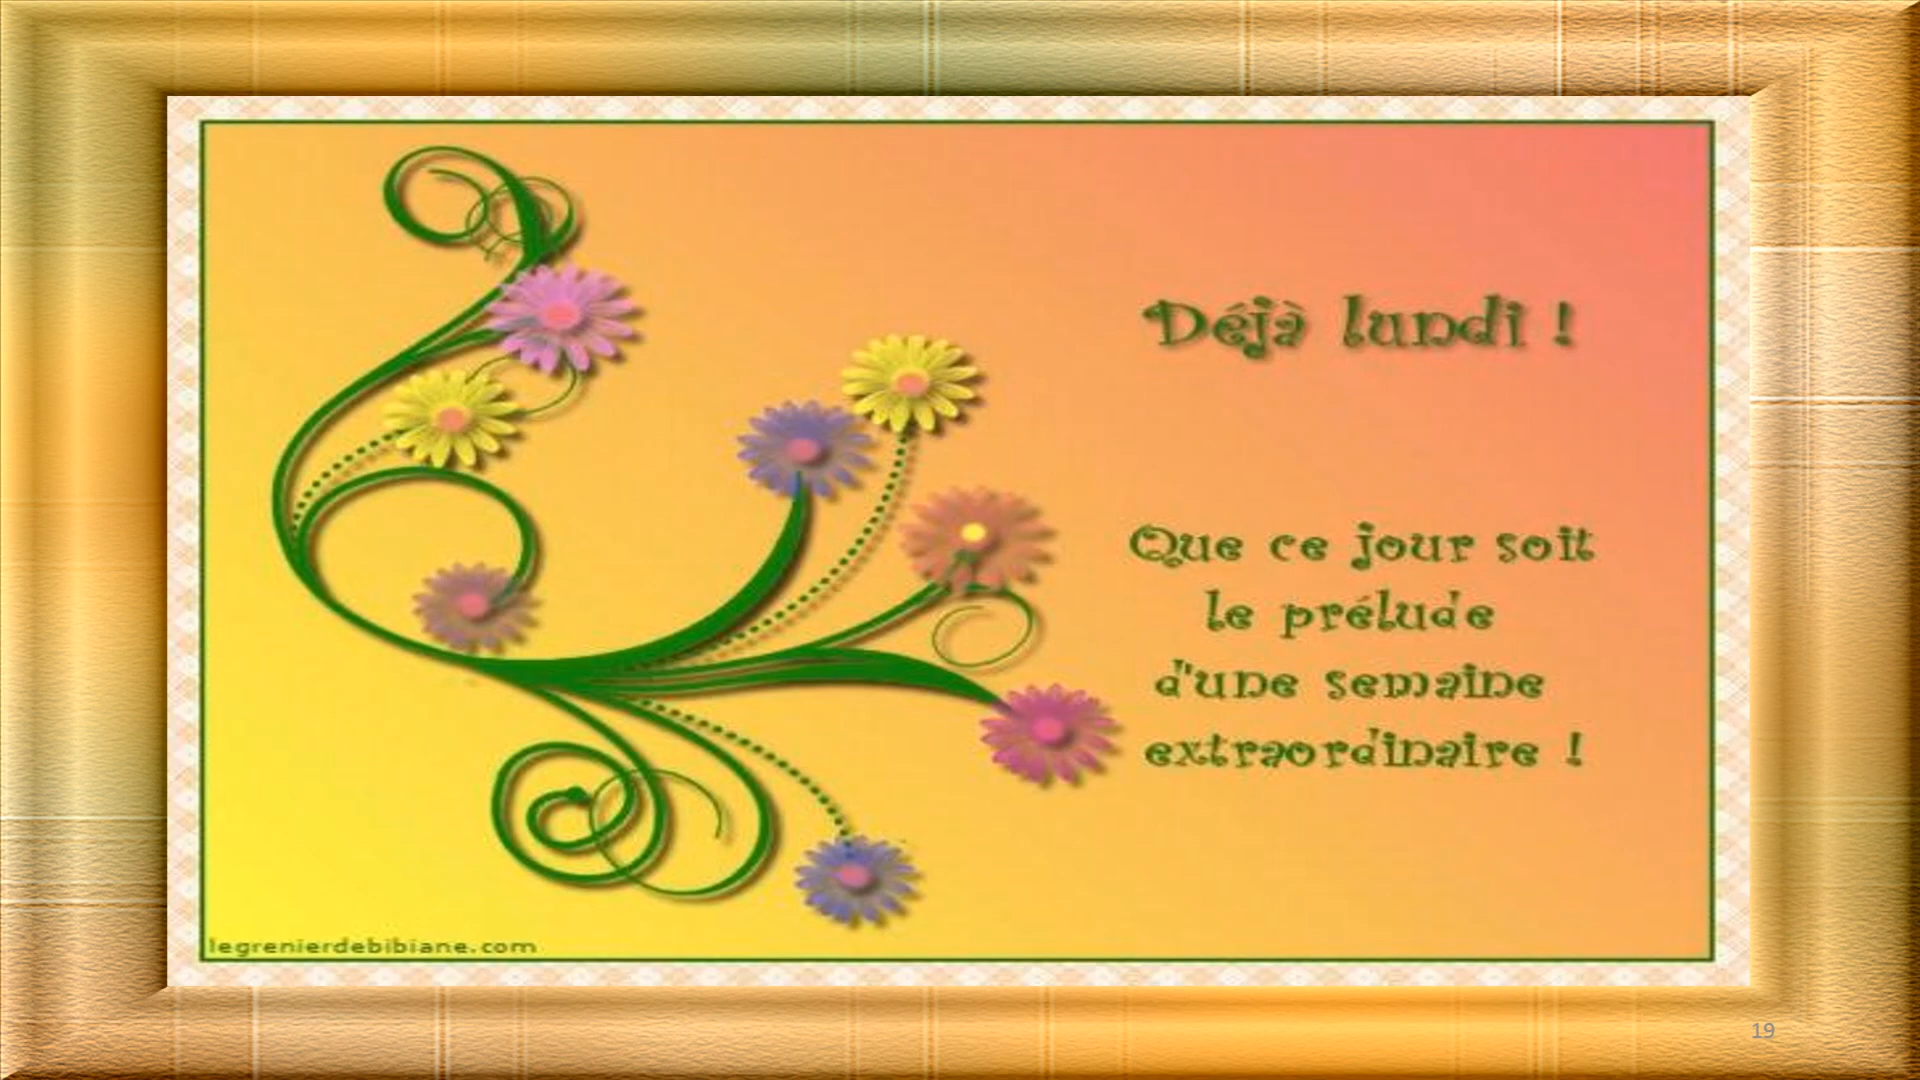 Déjà lundi !
Que ce jour soit
le prélude
d"une semaine
extraordinaire !
legrenierdebibiane.com
19